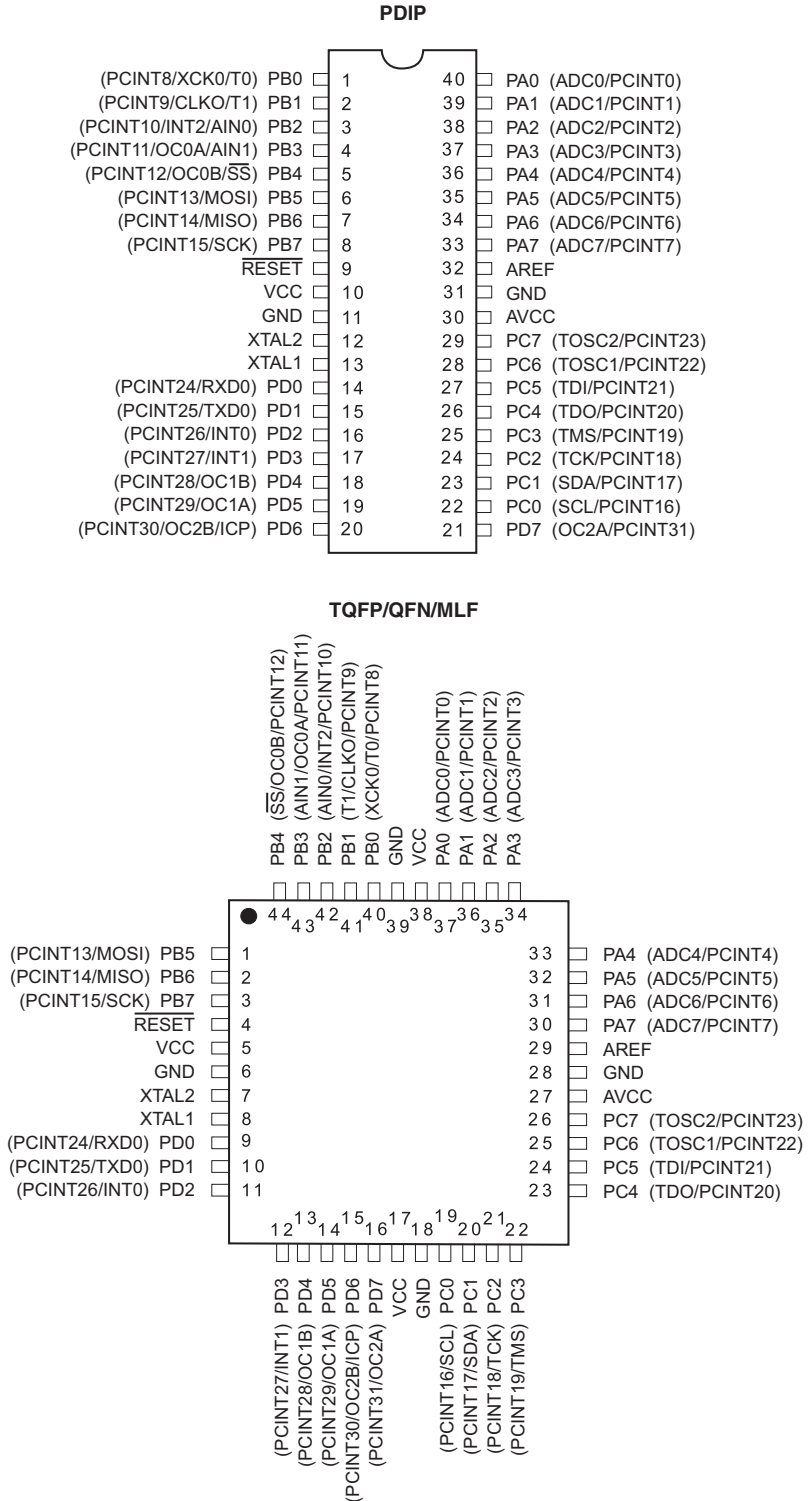 PDIP
(PCINT8/XCK0/T0) PB0 1 40 PA0 (ADC0/PCINT0)
(PCINT9/CLKO/T1) PB1 2 39 PA1 (ADC1/PCINT1)
(PCINT10/INT2/AIN0) PB2 3 38 PA2 (ADC2/PCINT2)
(PCINT11/OC0A/AIN1) PB3 4 37 PA3 (ADC3/PCINT3)
(PCINT12/OC0B/SS) PB4 5 36 PA4 (ADC4/PCINT4)
(PCINT13/MOSI) PB5 6 35 PA5 (ADC5/PCINT5)
(PCINT14/MISO) PB6 7 34 PA6 (ADC6/PCINT6)
(PCINT15/SCK) PB7 8 33 PA7 (ADC7/PCINT7)
RESET 9 32 AREF
VCC 10 31 GND
GND 11 30 AVCC
XTAL2 12 29 PC7 (TOSC2/PCINT23)
XTAL1 13 28 PC6 (TOSC1/PCINT22)
(PCINT24/RXD0) PD0 14 27 PC5 (TDI/PCINT21)
(PCINT25/TXD0) PD1 15 26 PC4 (TDO/PCINT20)
(PCINT26/INT0) PD2 16 25 PC3 (TMS/PCINT19)
(PCINT27/INT1) PD3 17 24 PC2 (TCK/PCINT18)
(PCINT28/OC1B) PD4 18 23 PC1 (SDA/PCINT17)
(PCINT29/OC1A) PD5 19 22 PC0 (SCL/PCINT16)
(PCINT30/OC2B/ICP) PD6 20 21 PD7 (OC2A/PCINT31)
TQFP/QFN/MLF
PB4 (SS/OC0B/PCINT12)
PB3 (AIN1/OC0A/PCINT11)
PB2 (AIN0/INT2/PCINT10)
PB1 (T1/CLKO/PCINT9)
PB0 (XCK0/T0/PCINT8)
GND
VCC
PA0 (ADC0/PCINT0)
PA1 (ADC1/PCINT1)
PA2 (ADC2/PCINT2)
PA3 (ADC3/PCINT3)
44 43 42 41 40 39 38 37 36 35 34
(PCINT13/MOSI) PB5 1 33 PA4 (ADC4/PCINT4)
(PCINT14/MISO) PB6 2 32 PA5 (ADC5/PCINT5)
(PCINT15/SCK) PB7 3 31 PA6 (ADC6/PCINT6)
RESET 4 30 PA7 (ADC7/PCINT7)
VCC 5 29 AREF
GND 6 28 GND
XTAL2 7 27 AVCC
XTAL1 8 26 PC7 (TOSC2/PCINT23)
(PCINT24/RXD0) PD0 9 25 PC6 (TOSC1/PCINT22)
(PCINT25/TXD0) PD1 10 24 PC5 (TDI/PCINT21)
(PCINT26/INT0) PD2 11 23 PC4 (TDO/PCINT20)
12 13 14 15 16 17 18 19 20 21 22
(PCINT27/INT1) PD3
(PCINT28/OC1B) PD4
(PCINT29/OC1A) PD5
(PCINT30/OC2B/ICP) PD6
(PCINT31/OC2A) PD7
VCC
GND
(PCINT16/SCL) PC0
(PCINT17/SDA) PC1
(PCINT18/TCK) PC2
(PCINT19/TMS) PC3